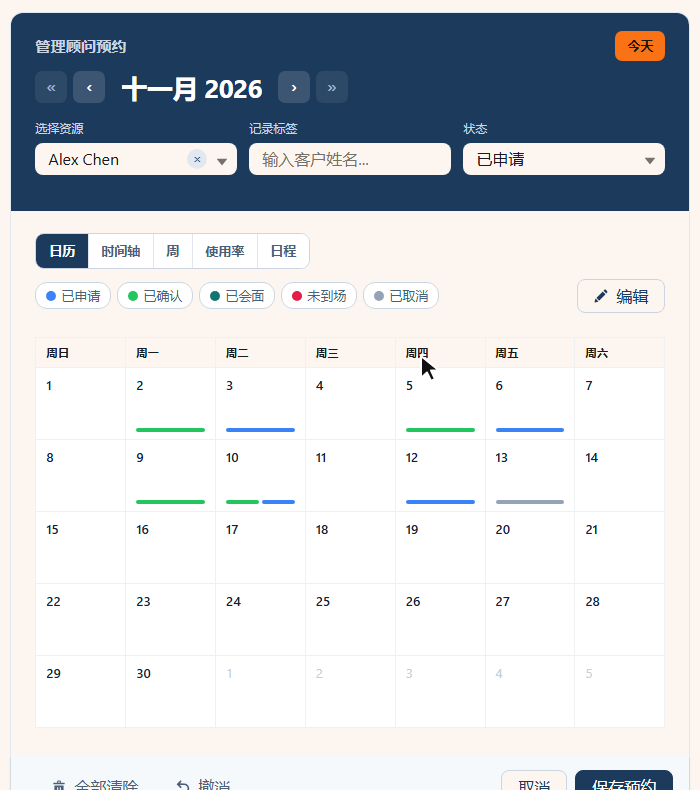 管理顾问预约
今天
« ‹ 十一月 2026 › »
选择资源 记录标签 状态
Alex Chen × 输入客户姓名... 已申请
日历 时间轴 周 使用率 日程
已申请 已确认 已会面 未到场 已取消 编辑
周日 周一 周二 周三 周四 周五 周六
1 2 3 4 5 6 7
8 9 10 11 12 13 14
15 16 17 18 19 20 21
22 23 24 25 26 27 28
29 30 1 2 3 4 5
全部清除 撤消 取消 保存预约